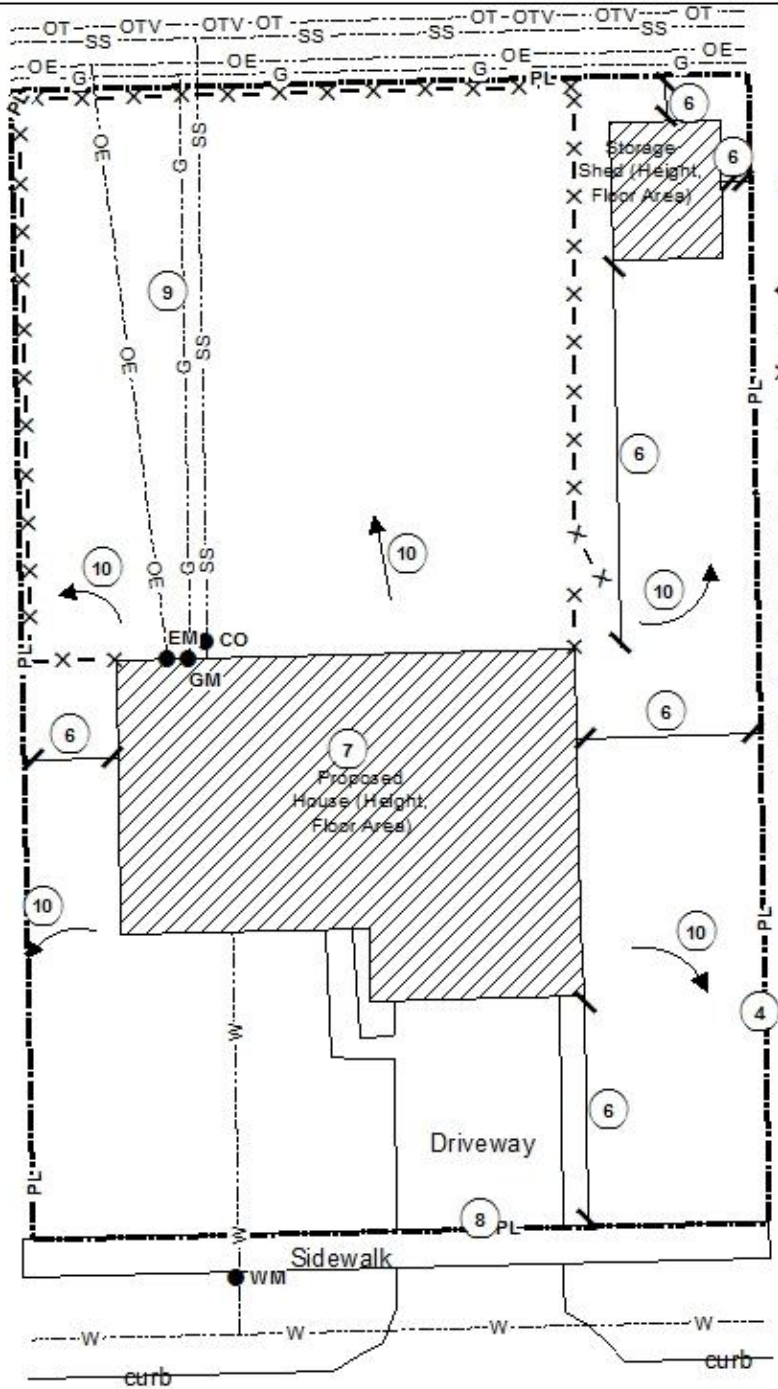 OT OTV OT OTV OTV OT
SS SS SS SS SS
OE OE OE OE
G G G G
PL
PL
6
Storage
Shed (Height,
Floor Area)
6
OE G SS
9
OE G SS
PL
6
10
10
10
OE G SS
EM CO
GM
PL
6
6
7
Proposed
House (Height,
Floor Area)
10
10
PL
4
W
6
Driveway
PL
8 PL
W
Sidewalk
WM
W W W W
curb curb